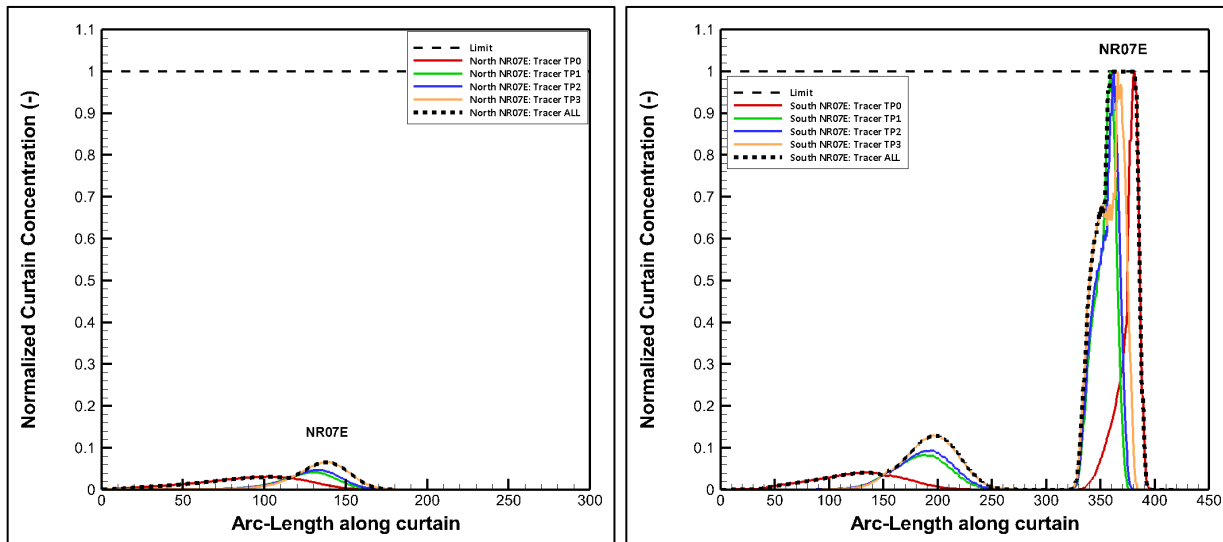 1.1
1
0.9
0.8
0.7
0.6
0.5
0.4
0.3
0.2
0.1
0
Normalized Curtain Concentration (-)
Limit
North NR07E: Tracer TP0
North NR07E: Tracer TP1
North NR07E: Tracer TP2
North NR07E: Tracer TP3
North NR07E: Tracer ALL
NR07E
0 50 100 150 200 250 300
Arc-Length along curtain
1.1
1
0.9
0.8
0.7
0.6
0.5
0.4
0.3
0.2
0.1
0
Normalized Curtain Concentration (-)
NR07E
Limit
South NR07E: Tracer TP0
South NR07E: Tracer TP1
South NR07E: Tracer TP2
South NR07E: Tracer TP3
South NR07E: Tracer ALL
0 50 100 150 200 250 300 350 400 450
Arc-Length along curtain